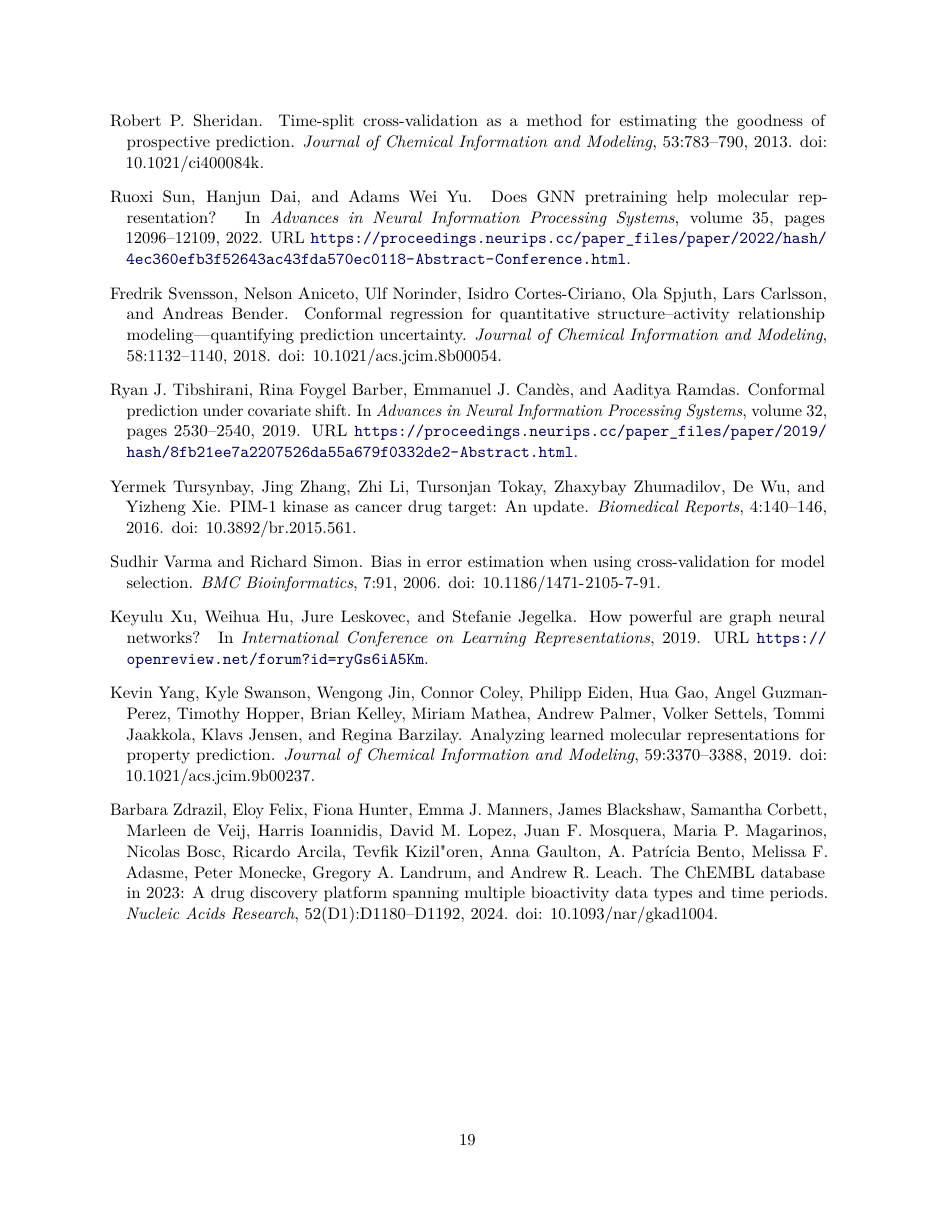 Robert P. Sheridan. Time-split cross-validation as a method for estimating the goodness of
prospective prediction. Journal of Chemical Information and Modeling, 53:783–790, 2013. doi:
10.1021/ci400084k.
Ruoxi Sun, Hanjun Dai, and Adams Wei Yu. Does GNN pretraining help molecular rep-
resentation? In Advances in Neural Information Processing Systems, volume 35, pages
12096–12109, 2022. URL https://proceedings.neurips.cc/paper_files/paper/2022/hash/
4ec360efb3f52643ac43fda570ec0118-Abstract-Conference.html.
Fredrik Svensson, Nelson Aniceto, Ulf Norinder, Isidro Cortes-Ciriano, Ola Spjuth, Lars Carlsson,
and Andreas Bender. Conformal regression for quantitative structure–activity relationship
modeling—quantifying prediction uncertainty. Journal of Chemical Information and Modeling,
58:1132–1140, 2018. doi: 10.1021/acs.jcim.8b00054.
Ryan J. Tibshirani, Rina Foygel Barber, Emmanuel J. Candès, and Aaditya Ramdas. Conformal
prediction under covariate shift. In Advances in Neural Information Processing Systems, volume 32,
pages 2530–2540, 2019. URL https://proceedings.neurips.cc/paper_files/paper/2019/
hash/8fb21ee7a2207526da55a679f0332de2-Abstract.html.
Yermek Tursynbay, Jing Zhang, Zhi Li, Tursonjan Tokay, Zhaxybay Zhumadilov, De Wu, and
Yizheng Xie. PIM-1 kinase as cancer drug target: An update. Biomedical Reports, 4:140–146,
2016. doi: 10.3892/br.2015.561.
Sudhir Varma and Richard Simon. Bias in error estimation when using cross-validation for model
selection. BMC Bioinformatics, 7:91, 2006. doi: 10.1186/1471-2105-7-91.
Keyulu Xu, Weihua Hu, Jure Leskovec, and Stefanie Jegelka. How powerful are graph neural
networks? In International Conference on Learning Representations, 2019. URL https://
openreview.net/forum?id=ryGs6iA5Km.
Kevin Yang, Kyle Swanson, Wengong Jin, Connor Coley, Philipp Eiden, Hua Gao, Angel Guzman-
Perez, Timothy Hopper, Brian Kelley, Miriam Mathea, Andrew Palmer, Volker Settels, Tommi
Jaakkola, Klavs Jensen, and Regina Barzilay. Analyzing learned molecular representations for
property prediction. Journal of Chemical Information and Modeling, 59:3370–3388, 2019. doi:
10.1021/acs.jcim.9b00237.
Barbara Zdrazil, Eloy Felix, Fiona Hunter, Emma J. Manners, James Blackshaw, Samantha Corbett,
Marleen de Veij, Harris Ioannidis, David M. Lopez, Juan F. Mosquera, Maria P. Magarinos,
Nicolas Bosc, Ricardo Arcila, Tevfik Kizil"oren, Anna Gaulton, A. Patrícia Bento, Melissa F.
Adasme, Peter Monecke, Gregory A. Landrum, and Andrew R. Leach. The ChEMBL database
in 2023: A drug discovery platform spanning multiple bioactivity data types and time periods.
Nucleic Acids Research, 52(D1):D1180–D1192, 2024. doi: 10.1093/nar/gkad1004.
19